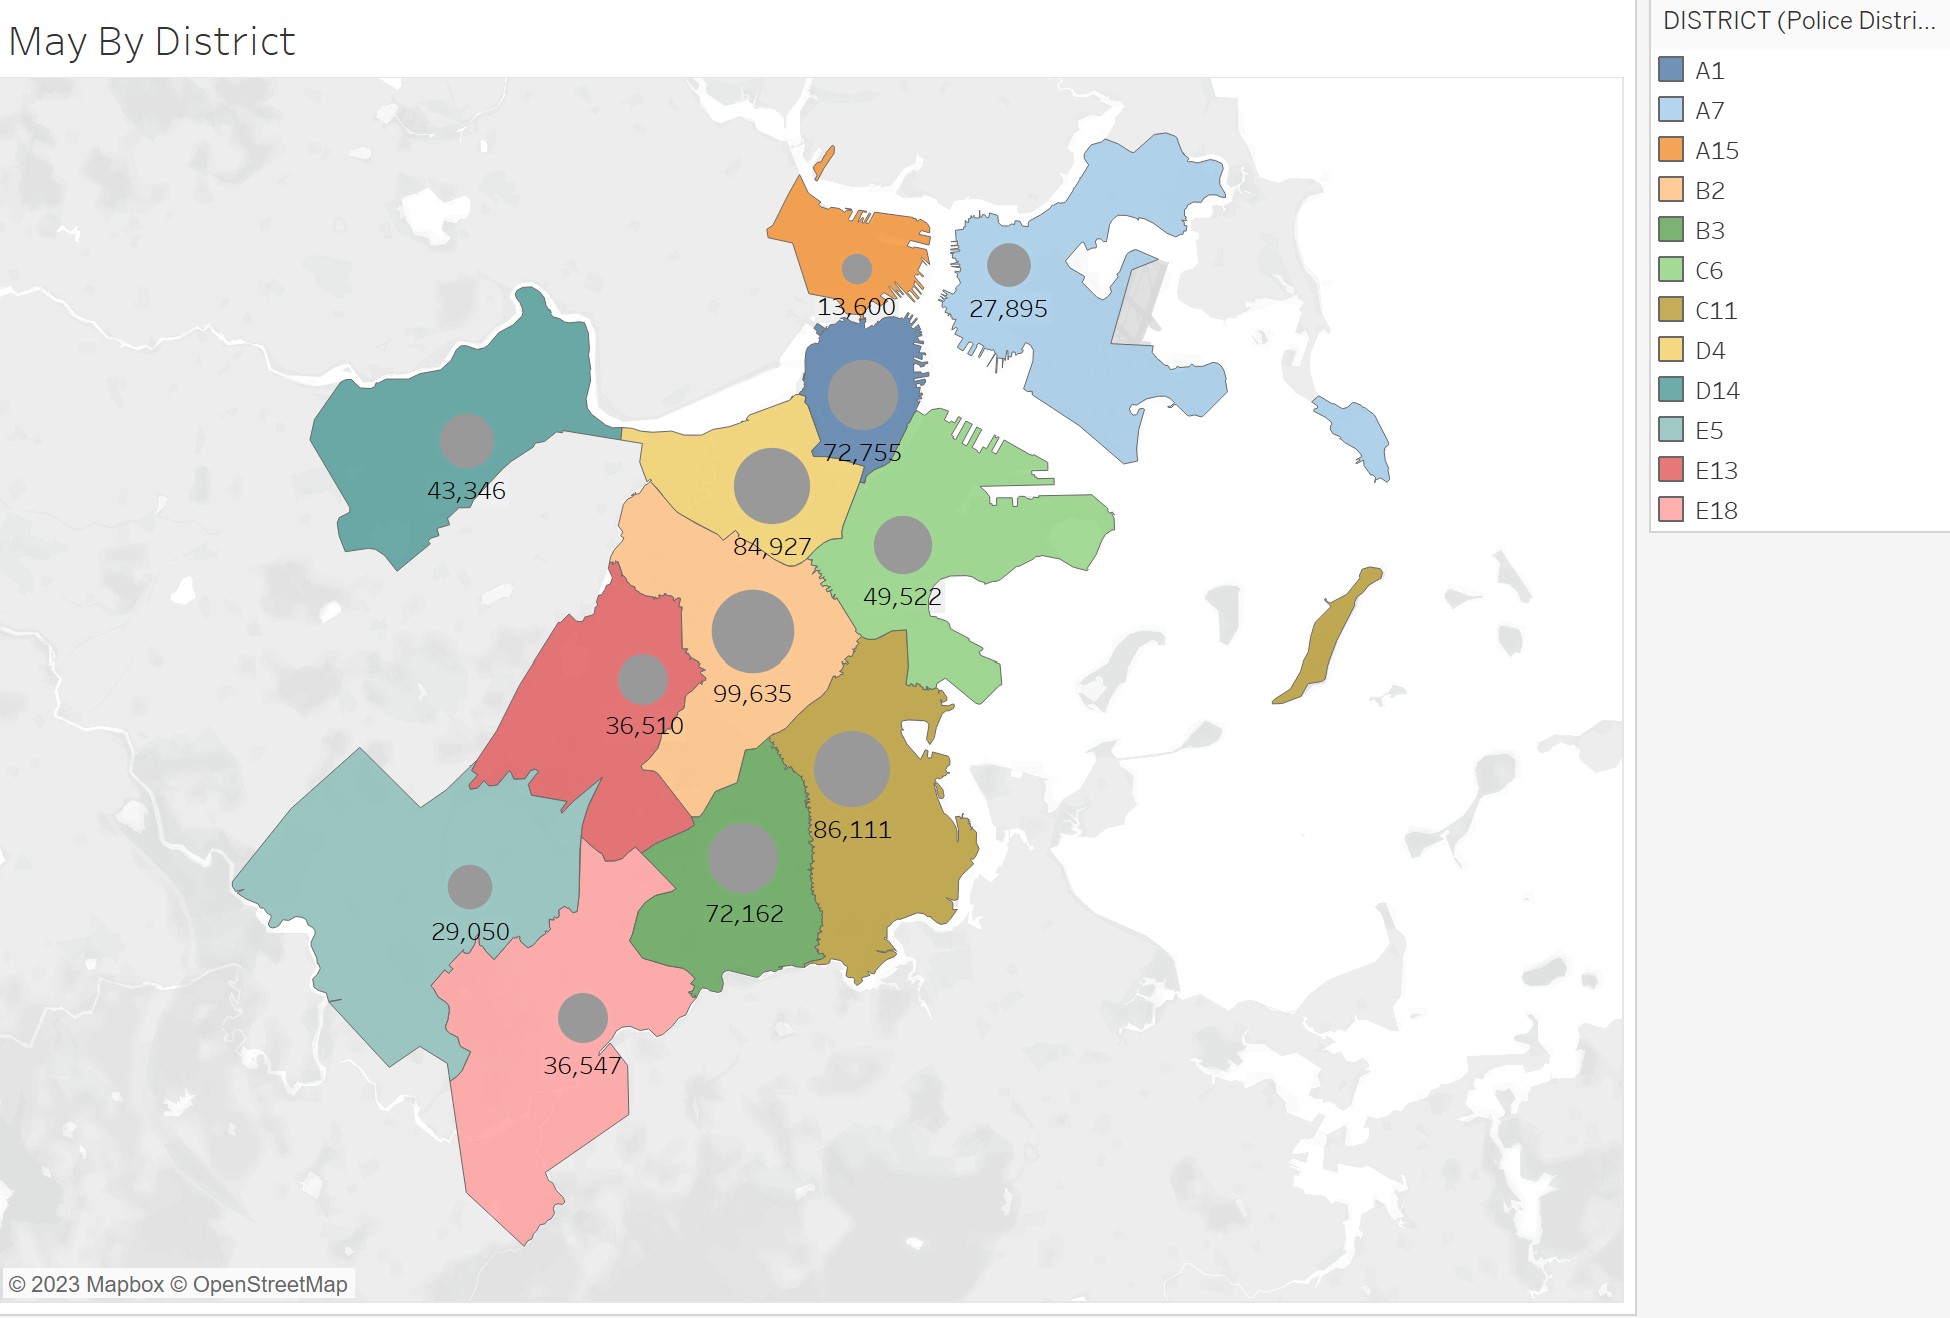 May By District
DISTRICT (Police Distri...
A1
A7
A15
B2
B3
C6
C11
D4
D14
E5
E13
E18
13,600
27,895
72,755
43,346
84,927
49,522
99,635
36,510
86,111
72,162
29,050
36,547
© 2023 Mapbox © OpenStreetMap